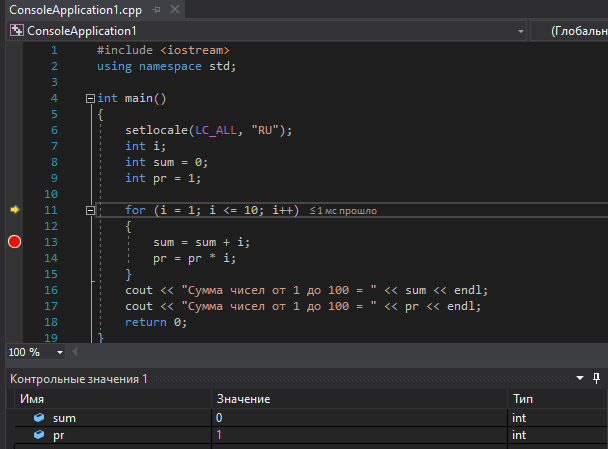 ConsoleApplication1.cpp
ConsoleApplication1 (Глобальн
1 #include <iostream>
2 using namespace std;
3
4 int main()
5 {
6 setlocale(LC_ALL, "RU");
7 int i;
8 int sum = 0;
9 int pr = 1;
10
11 for (i = 1; i <= 10; i++) ≤1 мс прошло
12 {
13 sum = sum + i;
14 pr = pr * i;
15 }
16 cout << "Сумма чисел от 1 до 100 = " << sum << endl;
17 cout << "Сумма чисел от 1 до 100 = " << pr << endl;
18 return 0;
19 }
100 %
Контрольные значения 1
Имя Значение Тип
sum 0 int
pr 1 int